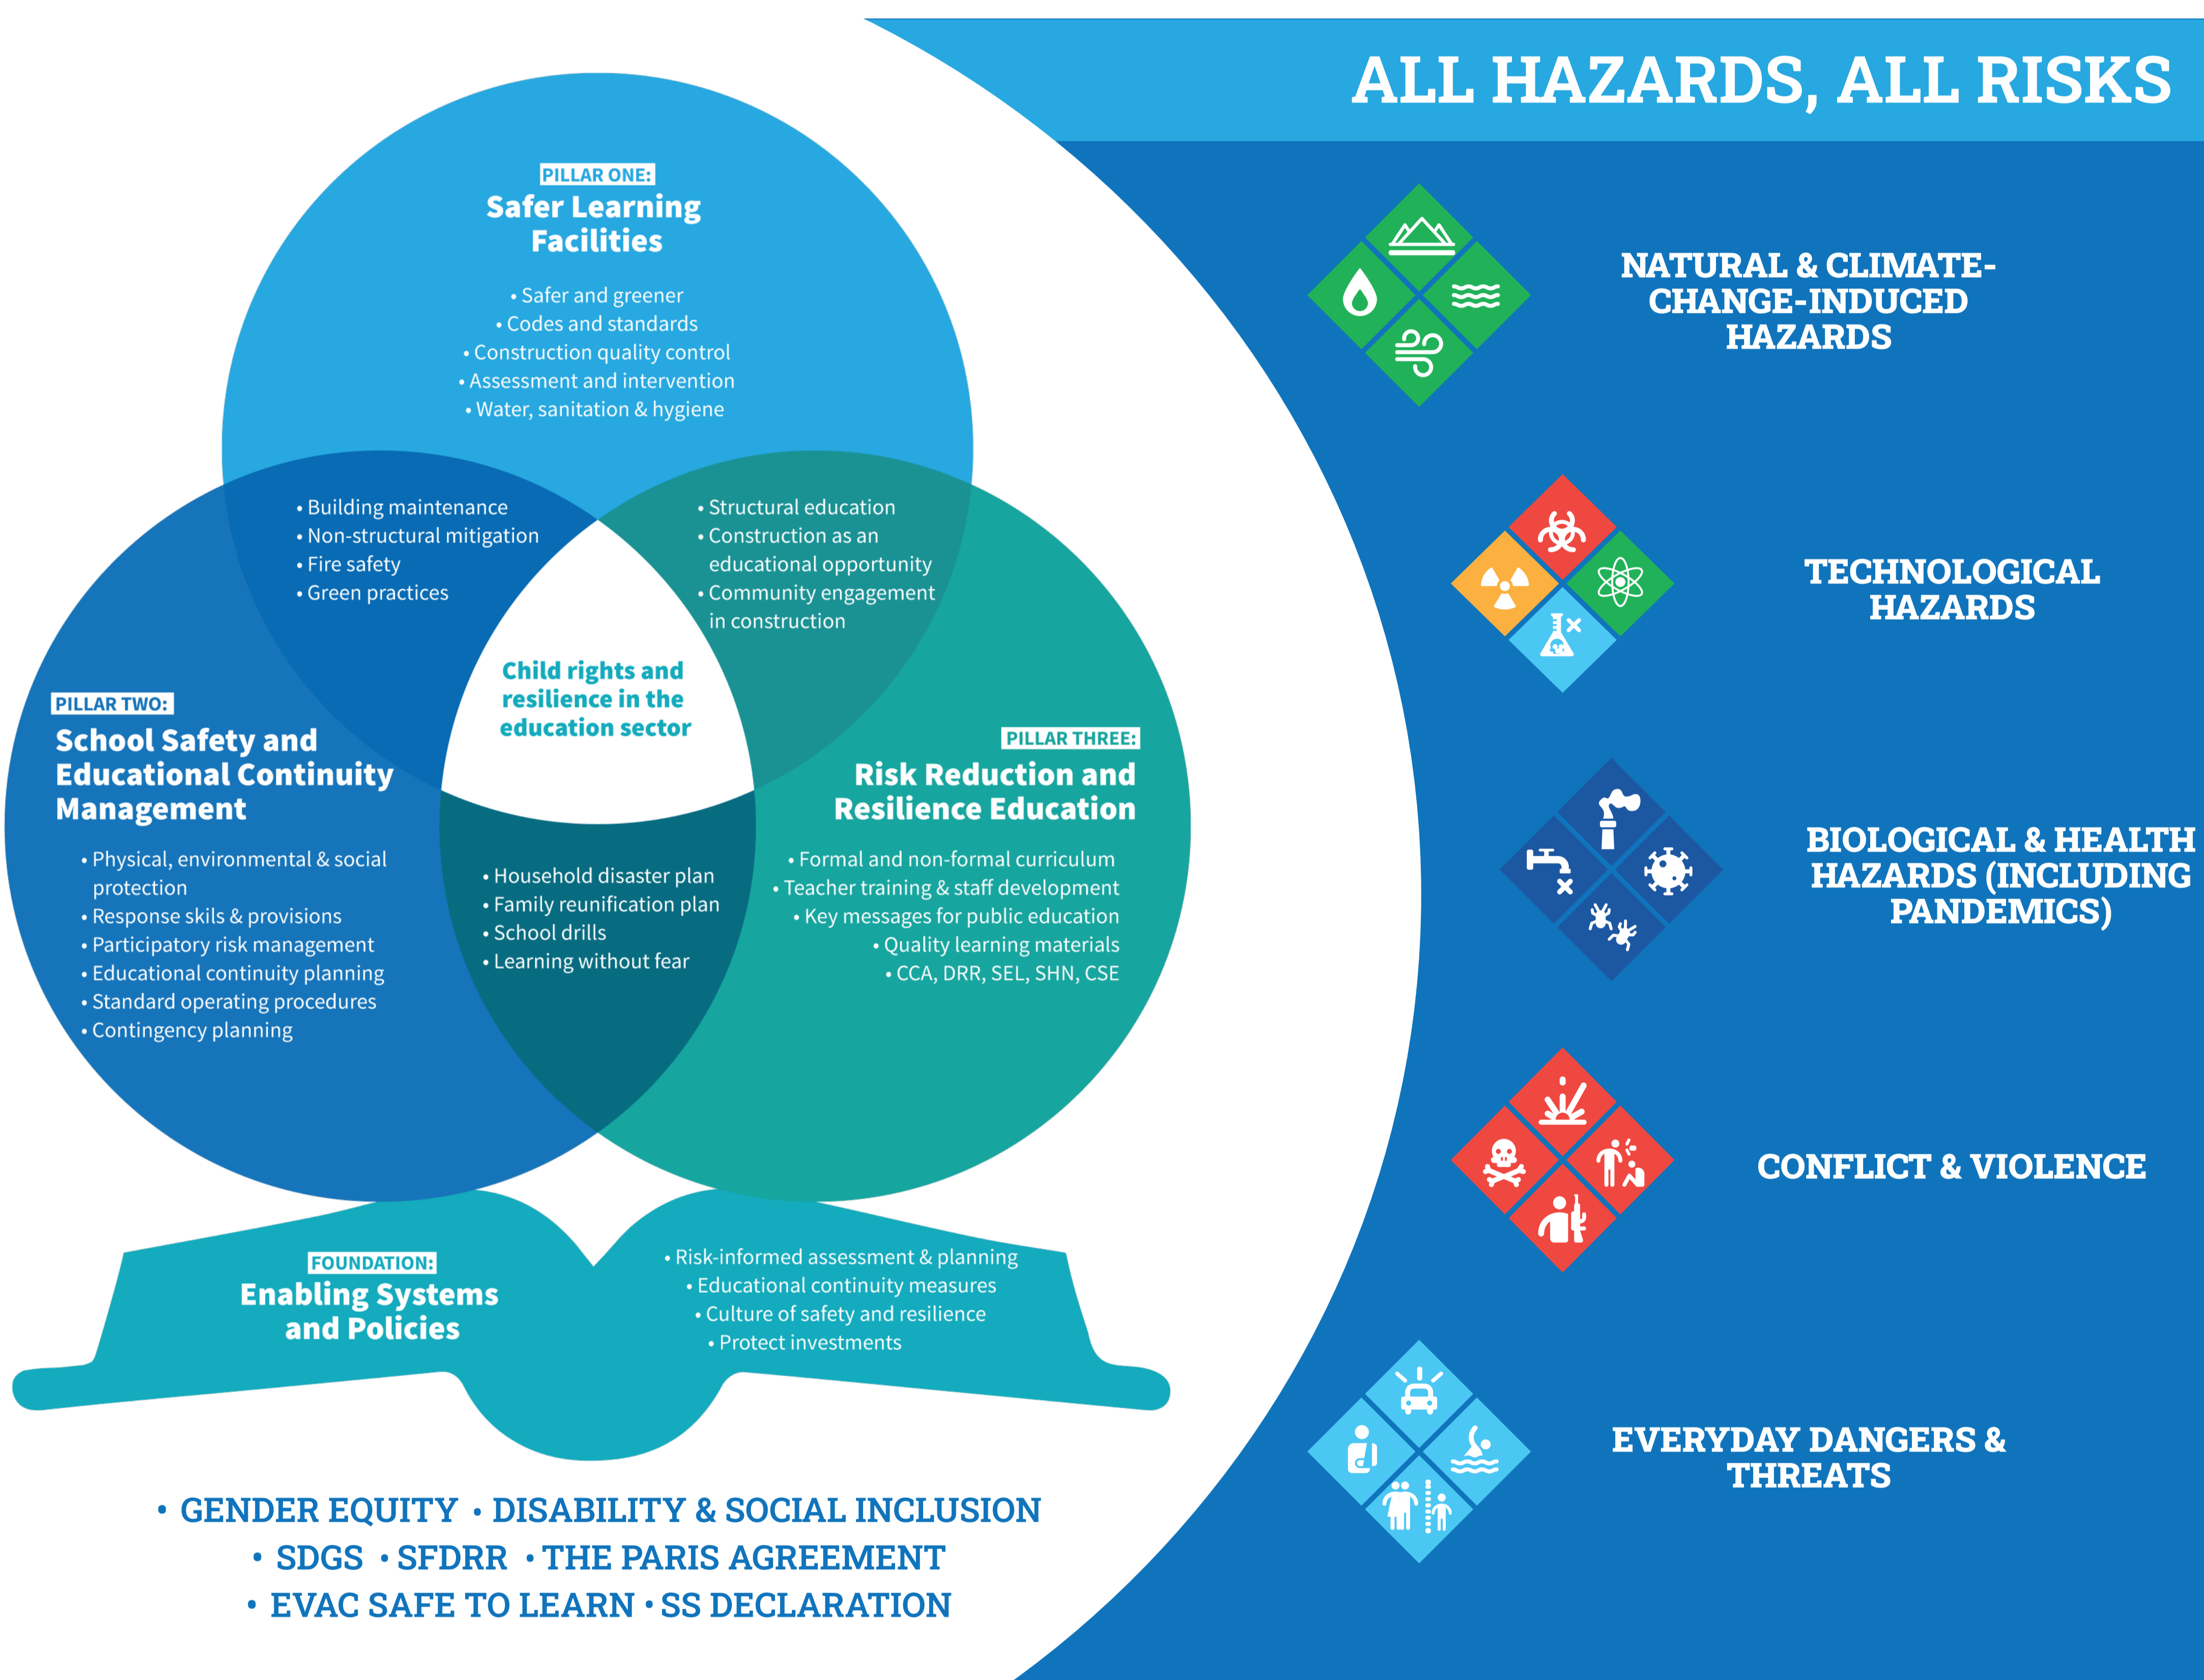 ALL HAZARDS, ALL RISKS
PILLAR ONE:
Safer Learning
Facilities
• Safer and greener
• Codes and standards
• Construction quality control
• Assessment and intervention
• Water, sanitation & hygiene
• Building maintenance
• Non-structural mitigation
• Fire safety
• Green practices
• Structural education
• Construction as an
educational opportunity
• Community engagement
in construction
Child rights and
resilience in the
education sector
PILLAR TWO:
School Safety and
Educational Continuity
Management
• Physical, environmental & social
protection
• Response skils & provisions
• Participatory risk management
• Educational continuity planning
• Standard operating procedures
• Contingency planning
• Household disaster plan
• Family reunification plan
• School drills
• Learning without fear
PILLAR THREE:
Risk Reduction and
Resilience Education
• Formal and non-formal curriculum
• Teacher training & staff development
• Key messages for public education
• Quality learning materials
• CCA, DRR, SEL, SHN, CSE
FOUNDATION:
Enabling Systems
and Policies
• Risk-informed assessment & planning
• Educational continuity measures
• Culture of safety and resilience
• Protect investments
• GENDER EQUITY • DISABILITY & SOCIAL INCLUSION
• SDGS • SFDRR • THE PARIS AGREEMENT
• EVAC SAFE TO LEARN • SS DECLARATION
NATURAL & CLIMATE-
CHANGE-INDUCED
HAZARDS
TECHNOLOGICAL
HAZARDS
BIOLOGICAL & HEALTH
HAZARDS (INCLUDING
PANDEMICS)
CONFLICT & VIOLENCE
EVERYDAY DANGERS &
THREATS